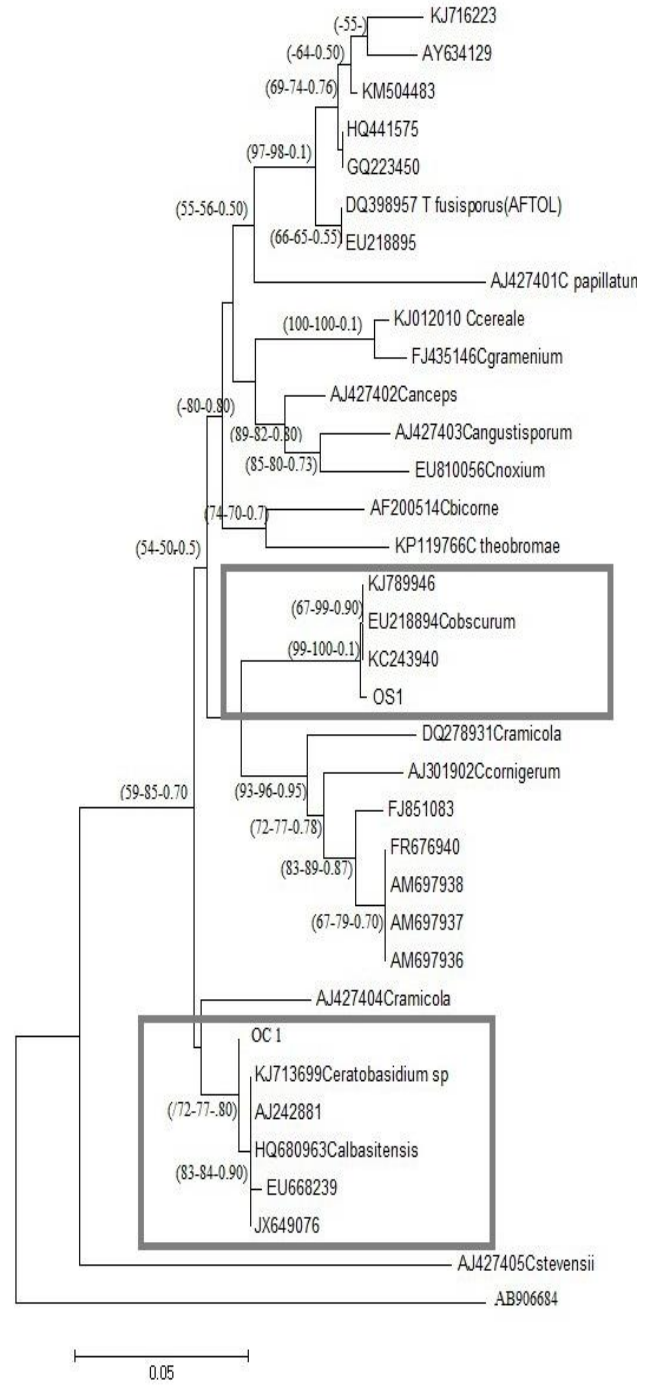 KJ716223
(-55-)
AY634129
(-64-0.50)
(69-74-0.76)
KM504483
HQ441575
(97-98-0.1)
GQ223450
DQ398957 T fusisporus(AFTOL)
(55-56-0.50)
(66-65-0.55)
EU218895
AJ427401C papillatun
KJ012010 Ccereale
(100-100-0.1)
FJ435146Cgramenium
AJ427402Canceps
(-80-0.80)
(89-82-0.80)
AJ427403Cangustisporum
(85-80-0.73)
EU810056Cnoxium
AF200514Cbicorne
(74-70-0.7)
KP119766C theobromae
(54-50-0.5)
KJ789946
(67-99-0.90)
EU218894Cobscurum
(99-100-0.1)
KC243940
OS1
DQ278931Cramicola
AJ301902Ccornigerum
(59-85-0.70
(93-96-0.95)
FJ851083
(72-77-0.78)
FR676940
(83-89-0.87)
AM697938
(67-79-0.70)
AM697937
AM697936
AJ427404Cramicola
OC 1
KJ713699Ceratobasidium sp
(/72-77-.80)
AJ242881
HQ680963Calbasitensis
(83-84-0.90)
EU668239
JX649076
AJ427405Cstevensii
AB906684
0.05